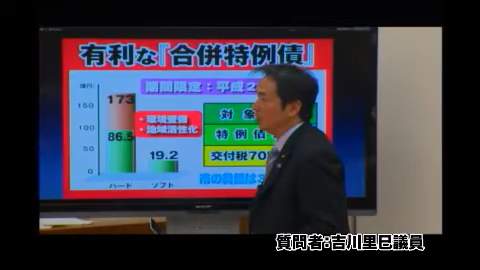 有利な『合併特例債』
(億円)
期間限定：平成2
173
150
・環境整備
・地域活性化
対象
100
86.5
特例債
50
19.2
交付税70
0
ハード
ソフト
市の負担は3
質問者：吉川里巳議員